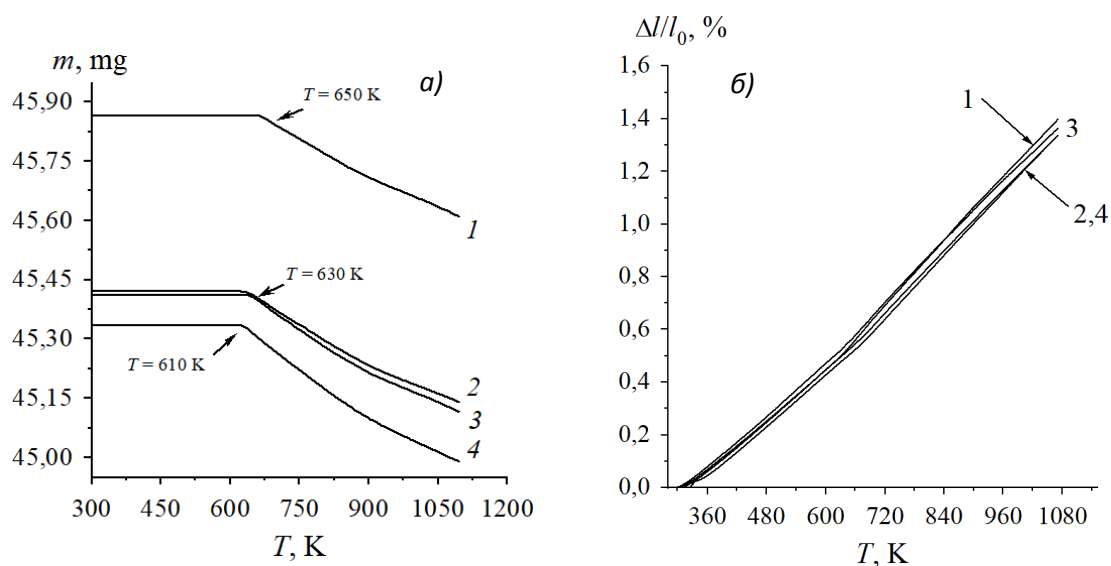 m, mg
а)
45,90
45,75
45,60
45,45
45,30
45,15
45,00
T = 650 K
T = 630 K
T = 610 K
1
2
3
4
300 450 600 750 900 1050 1200
T, K
Δl/l₀, %
б)
1,6
1,4
1,2
1,0
0,8
0,6
0,4
0,2
0,0
1
3
2,4
360 480 600 720 840 960 1080
T, K